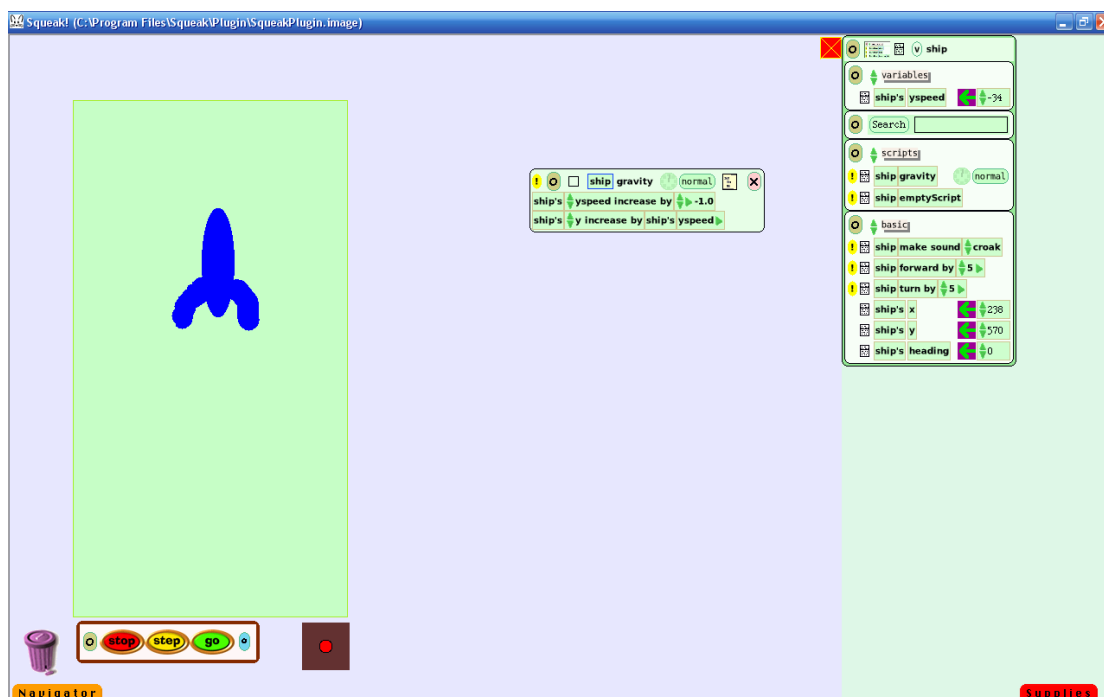 Squeak! (C:\Program Files\Squeak\Plugin\SqueakPlugin.image)
v ship
variables
ship's yspeed -34
Search
scripts
! ship gravity normal
! ship emptyScript
basic
! ship make sound croak
! ship forward by 5
! ship turn by 5
ship's x 238
ship's y 570
ship's heading 0
! ship gravity normal
ship's yspeed increase by -1.0
ship's y increase by ship's yspeed
stop step go
Navigator
Supplies